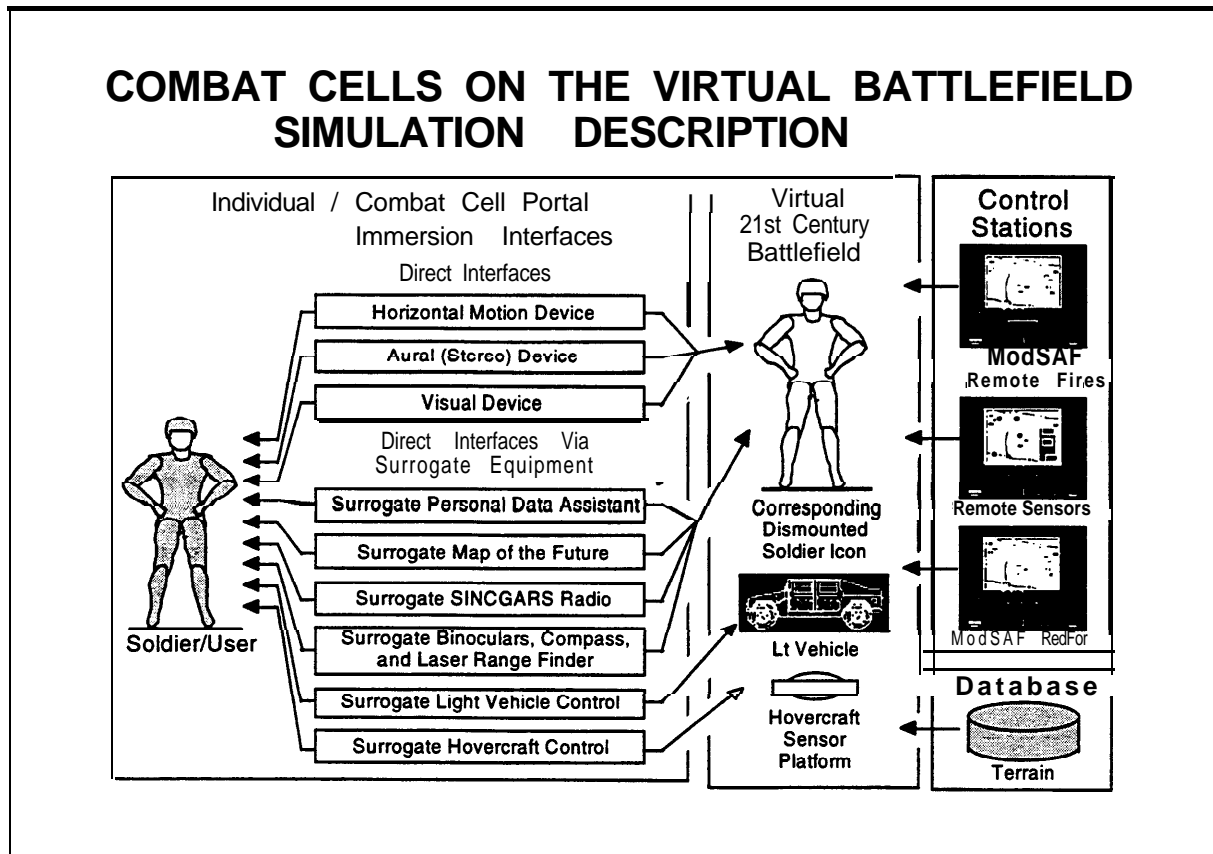 COMBAT CELLS ON THE VIRTUAL BATTLEFIELD
SIMULATION DESCRIPTION
Individual / Combat Cell Portal
Immersion Interfaces
Direct Interfaces
Horizontal Motion Device
Aural (Stereo) Device
Visual Device
Direct Interfaces Via
Surrogate Equipment
Surrogate Personal Data Assistant
Surrogate Map of the Future
Surrogate SINCGARS Radio
Surrogate Binoculars, Compass,
and Laser Range Finder
Surrogate Light Vehicle Control
Surrogate Hovercraft Control
Soldier/User
Virtual
21st Century
Battlefield
Corresponding
Dismounted
Soldier Icon
Lt Vehicle
Hovercraft
Sensor
Platform
Control
Stations
ModSAF
Remote Fires
Remote Sensors
ModSAF RedFor
Database
Terrain